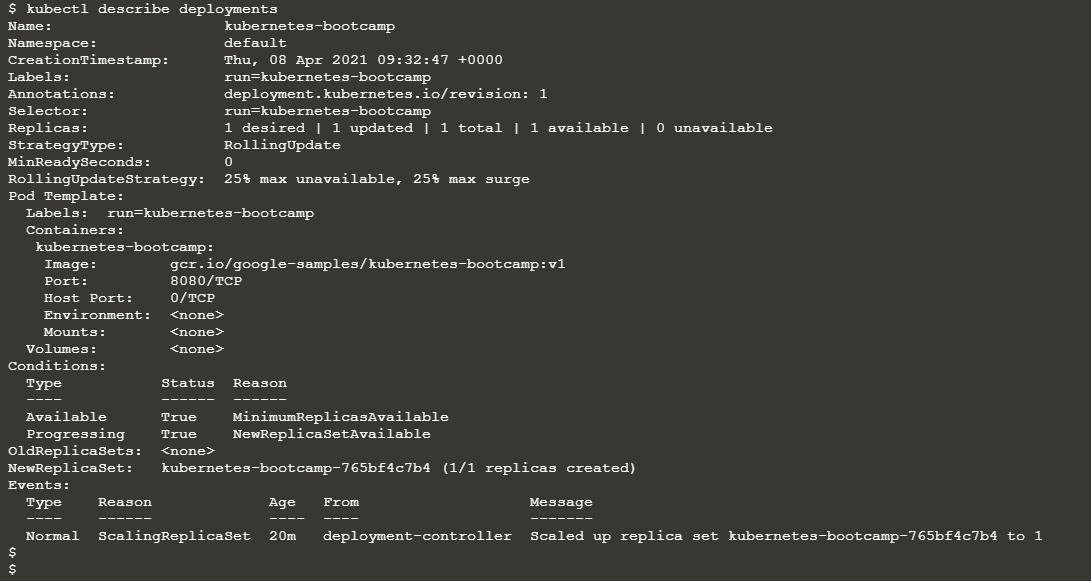 $ kubectl describe deployments
Name:                   kubernetes-bootcamp
Namespace:              default
CreationTimestamp:      Thu, 08 Apr 2021 09:32:47 +0000
Labels:                 run=kubernetes-bootcamp
Annotations:            deployment.kubernetes.io/revision: 1
Selector:               run=kubernetes-bootcamp
Replicas:               1 desired | 1 updated | 1 total | 1 available | 0 unavailable
StrategyType:           RollingUpdate
MinReadySeconds:        0
RollingUpdateStrategy:  25% max unavailable, 25% max surge
Pod Template:
  Labels:  run=kubernetes-bootcamp
  Containers:
   kubernetes-bootcamp:
    Image:        gcr.io/google-samples/kubernetes-bootcamp:v1
    Port:         8080/TCP
    Host Port:    0/TCP
    Environment:  <none>
    Mounts:       <none>
  Volumes:        <none>
Conditions:
  Type           Status  Reason
  ----           ------  ------
  Available      True    MinimumReplicasAvailable
  Progressing    True    NewReplicaSetAvailable
OldReplicaSets:  <none>
NewReplicaSet:   kubernetes-bootcamp-765bf4c7b4 (1/1 replicas created)
Events:
  Type    Reason             Age   From                   Message
  ----    ------             ----  ----                   -------
  Normal  ScalingReplicaSet  20m   deployment-controller  Scaled up replica set kubernetes-bootcamp-765bf4c7b4 to 1
$
$